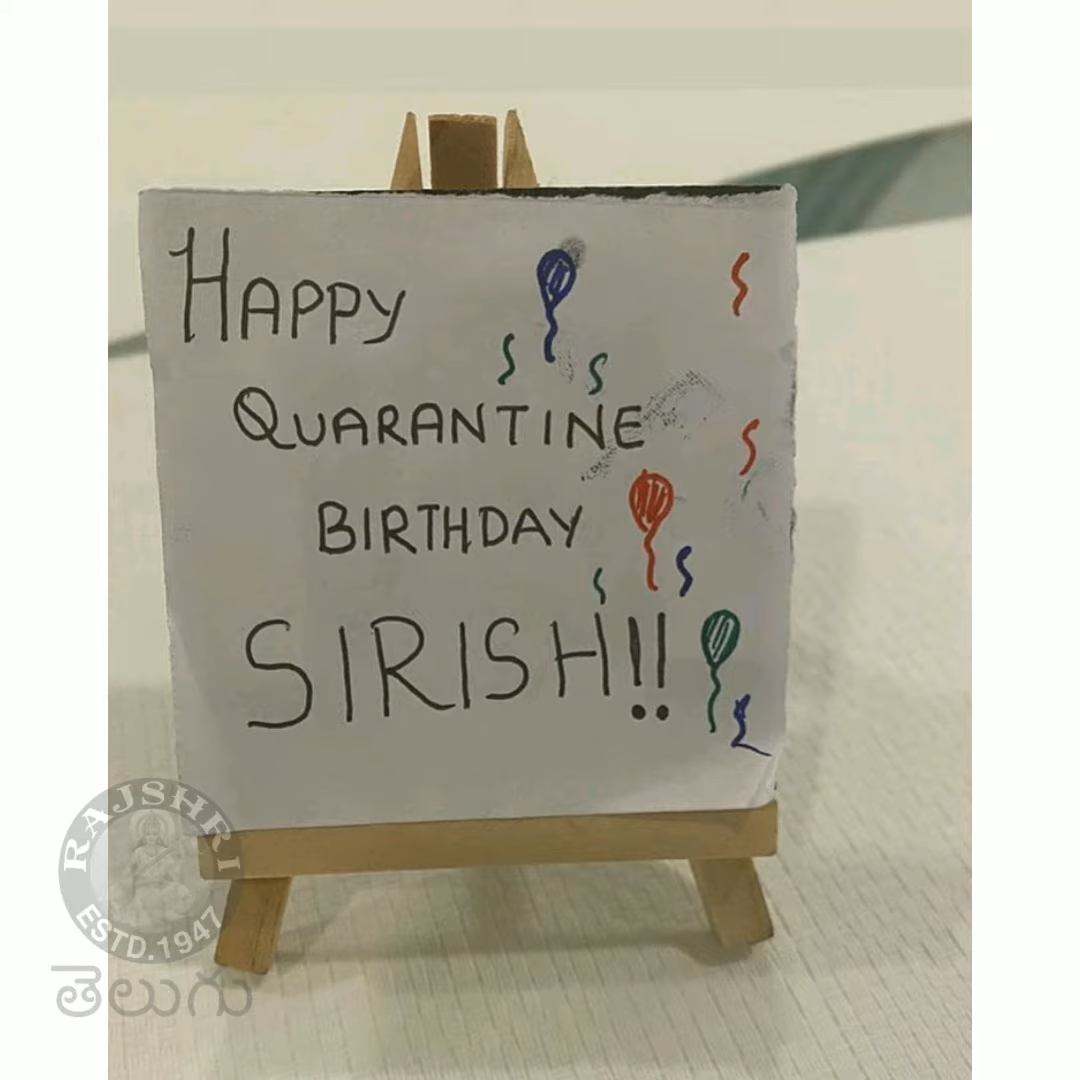 HAPPY
QUARANTINE
BIRTHDAY
SIRISH!!
RAJSHRI
ESTD.1947
తెలుగు